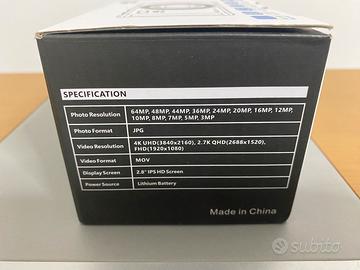 SPECIFICATION
Photo Resolution 64MP, 48MP, 44MP, 36MP, 24MP, 20MP, 16MP, 12MP,
10MP, 8MP, 7MP, 5MP, 3MP
Photo Format JPG
Video Resolution 4K UHD(3840x2160), 2.7K QHD(2688x1520),
FHD(1920x1080)
Video Format MOV
Display Screen 2.8" IPS HD Screen
Power Source Lithium Battery
Made in China
subito